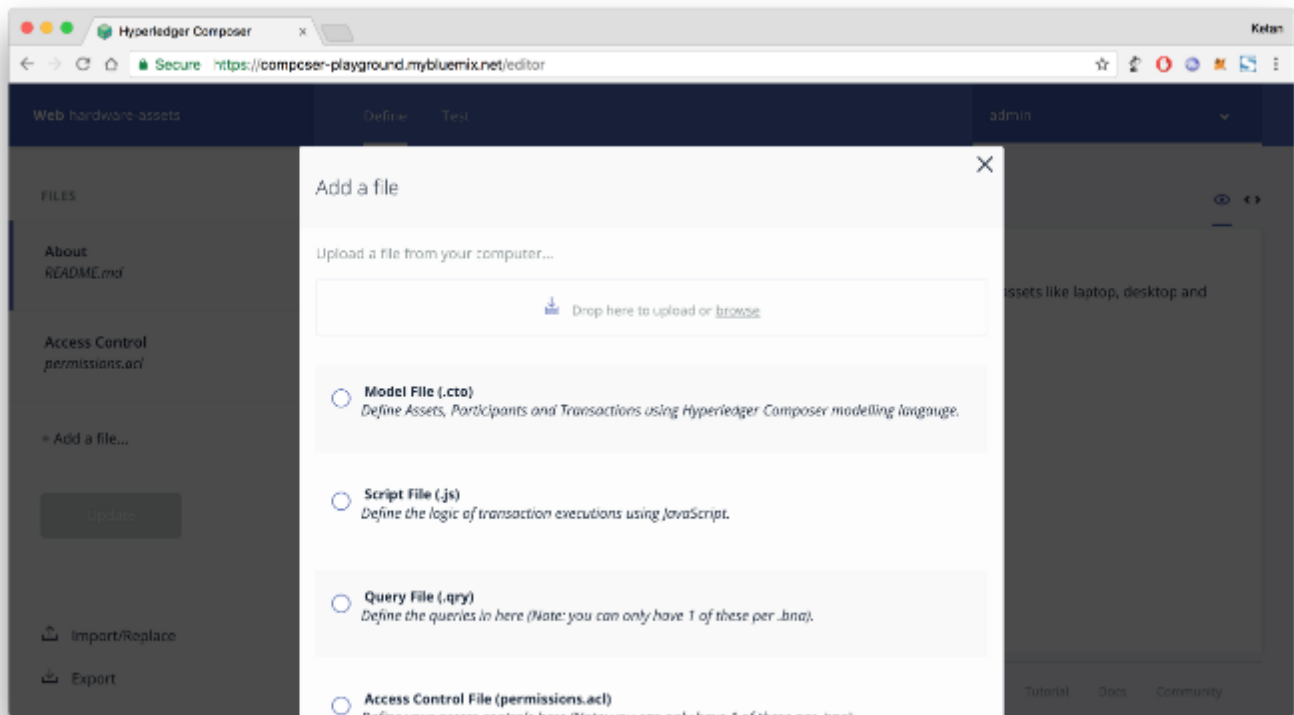 Hyperledger Composer
Ketan
Secure https://composer-playground.mybluemix.net/editor
Web hardware-assets
Define Test
admin
Add a file
FILES
Upload a file from your computer...
About
README.md
Drop here to upload or browse
assets like laptop, desktop and
Access Control
permissions.acl
Model File (.cto)
Define Assets, Participants and Transactions using Hyperledger Composer modelling langauge.
+ Add a file...
Script File (.js)
Define the logic of transaction executions using JavaScript.
Update
Query File (.qry)
Define the queries in here (Note: you can only have 1 of these per .bna).
Import/Replace
Export
Access Control File (permissions.acl)
Tutorial Docs Community